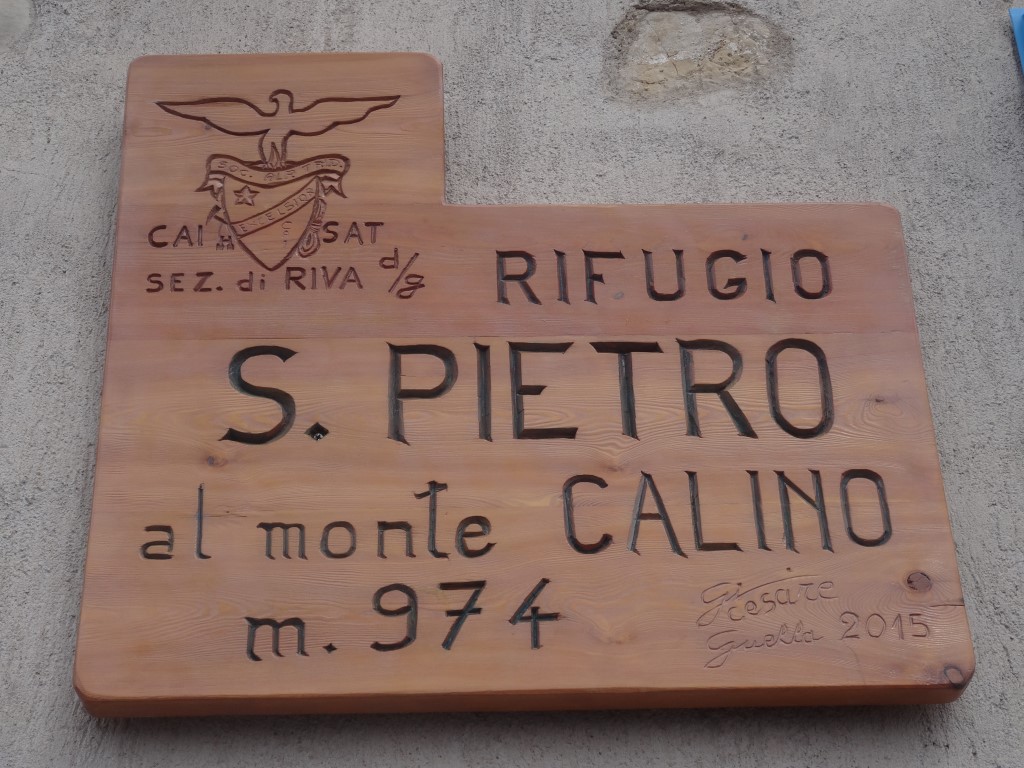 CAI SAT
SEZ. di RIVA d/g
RIFUGIO
S. PIETRO
al monte CALINO
m. 974
Cesare
Guella 2015